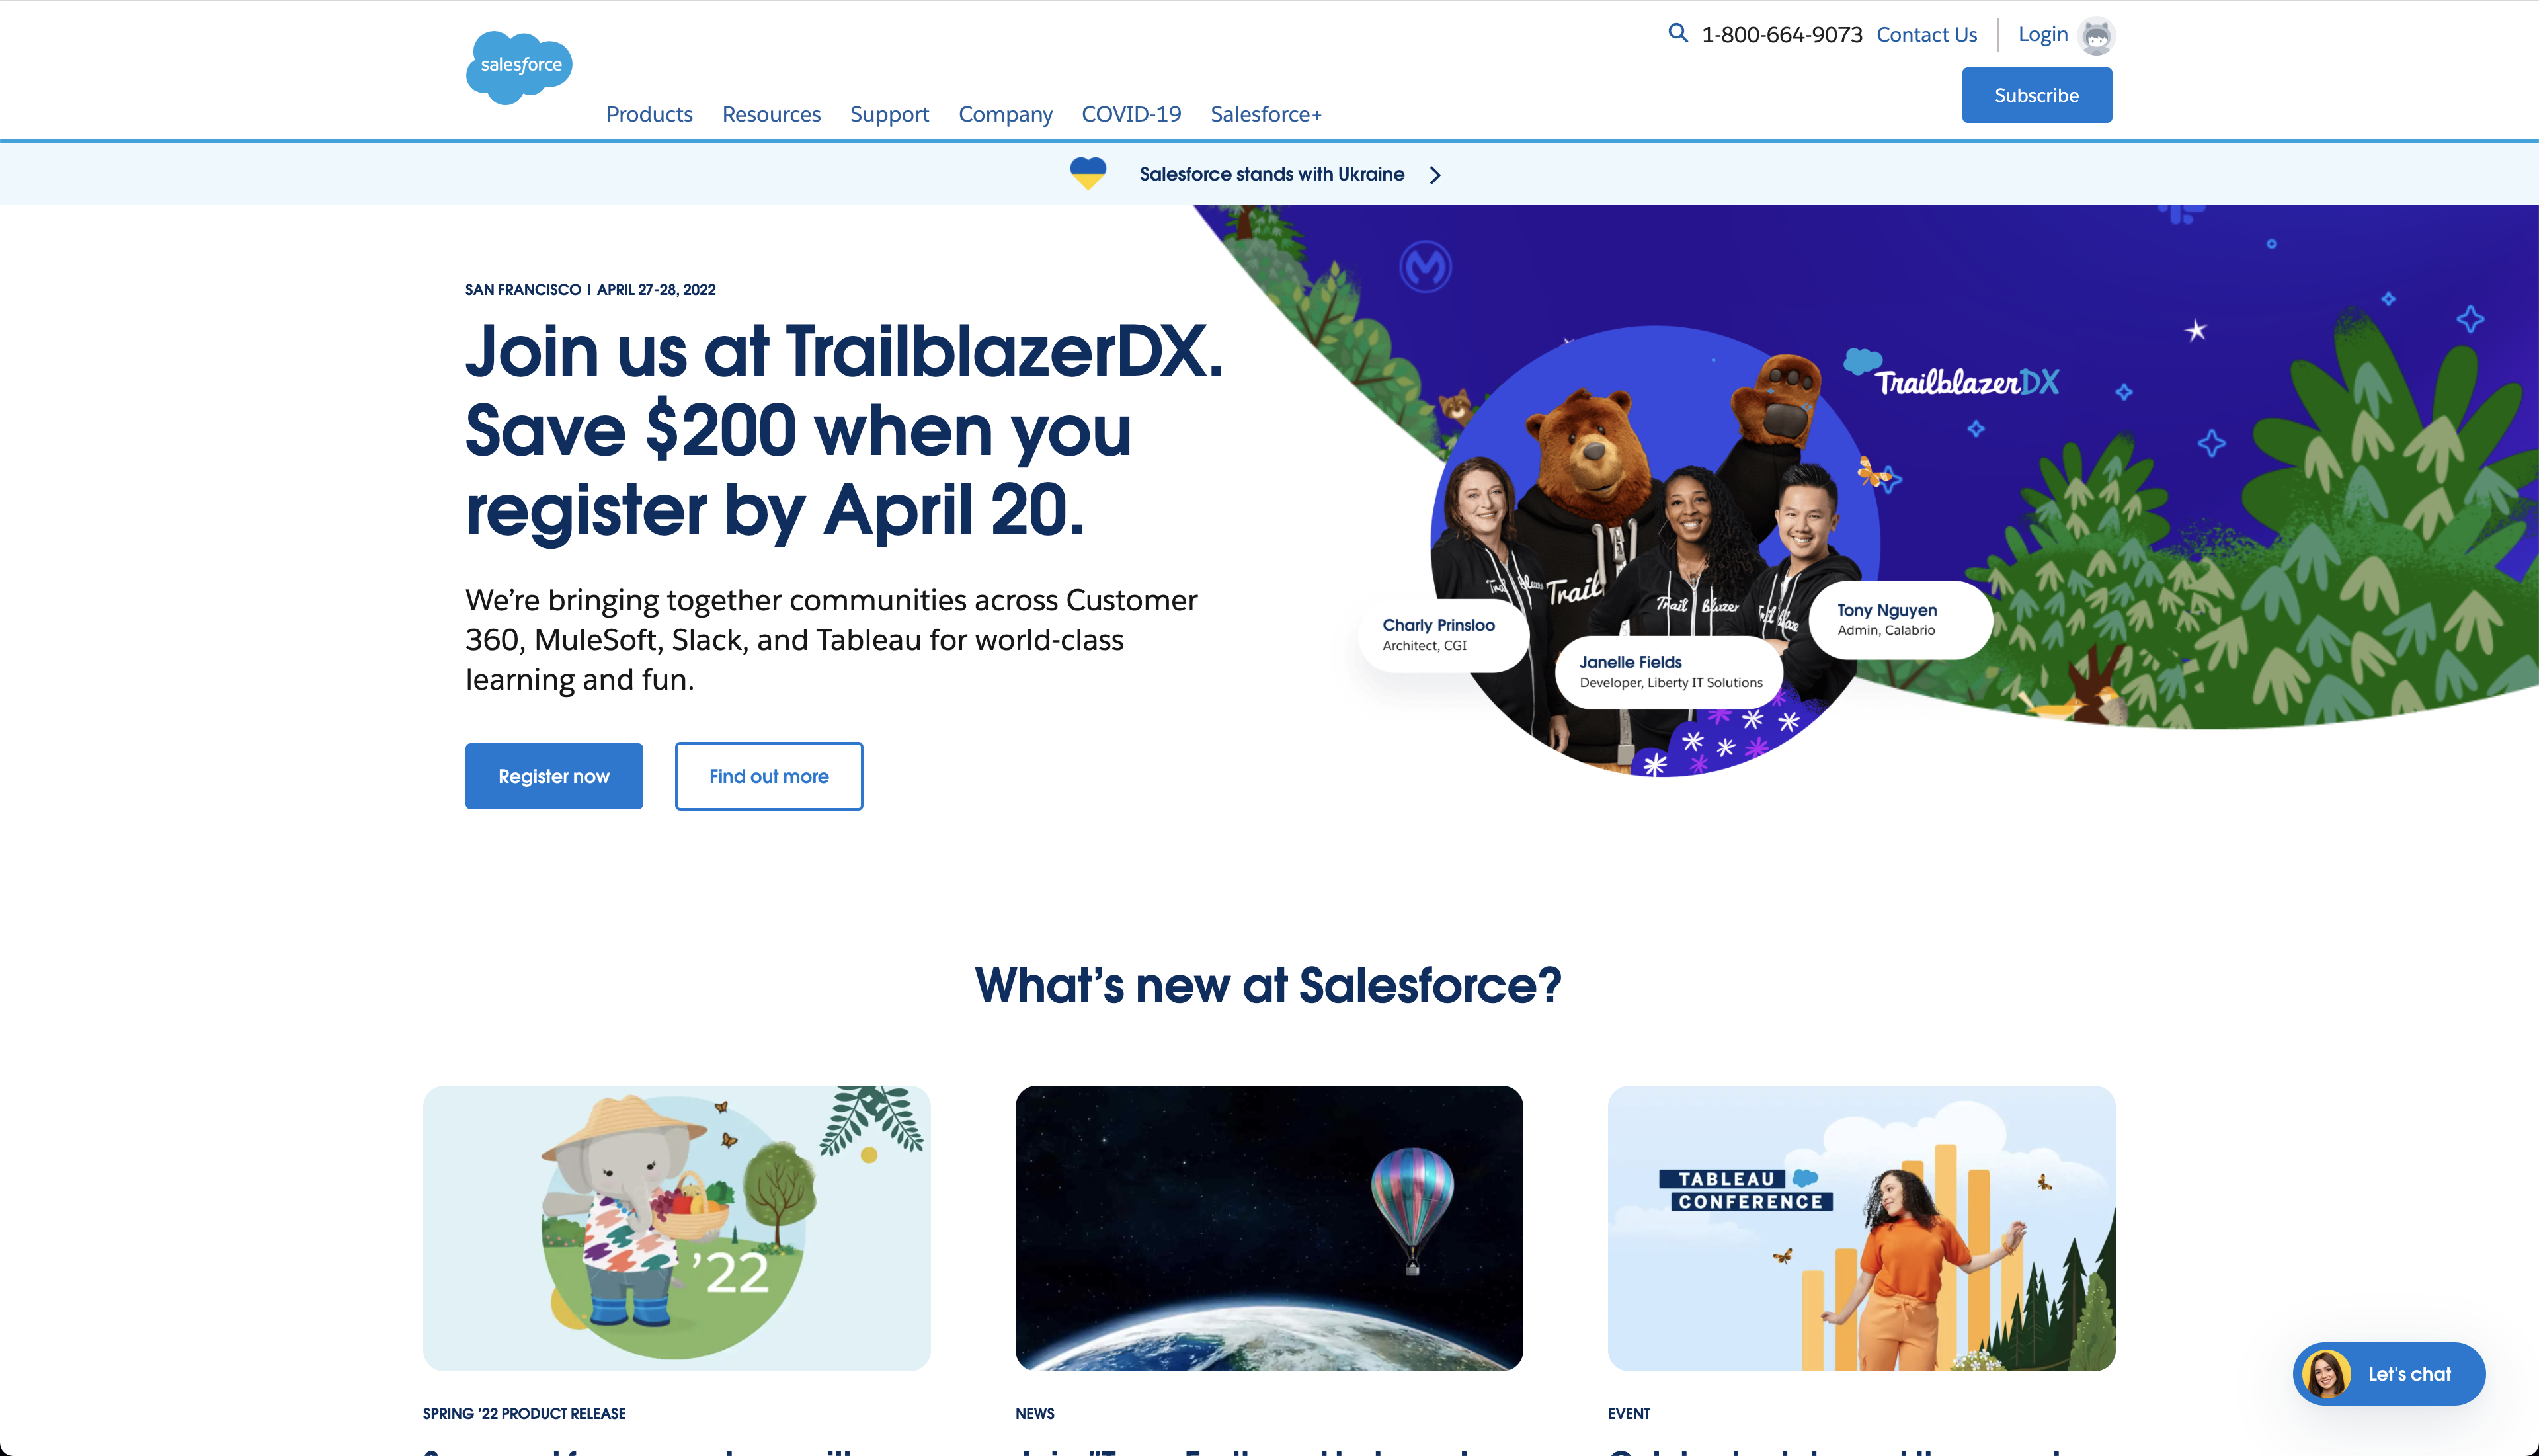 salesforce
1-800-664-9073 Contact Us Login
Subscribe
Products Resources Support Company COVID-19 Salesforce+
Salesforce stands with Ukraine
SAN FRANCISCO | APRIL 27-28, 2022
Join us at TrailblazerDX.
Save $200 when you
register by April 20.
We're bringing together communities across Customer
360, MuleSoft, Slack, and Tableau for world-class
learning and fun.
Register now Find out more
TrailblazerDX
Trail
Trail Blazer
Charly Prinsloo
Architect, CGI
Janelle Fields
Developer, Liberty IT Solutions
Tony Nguyen
Admin, Calabrio
What's new at Salesforce?
'22
TABLEAU
CONFERENCE
Let's chat
SPRING '22 PRODUCT RELEASE
NEWS
EVENT